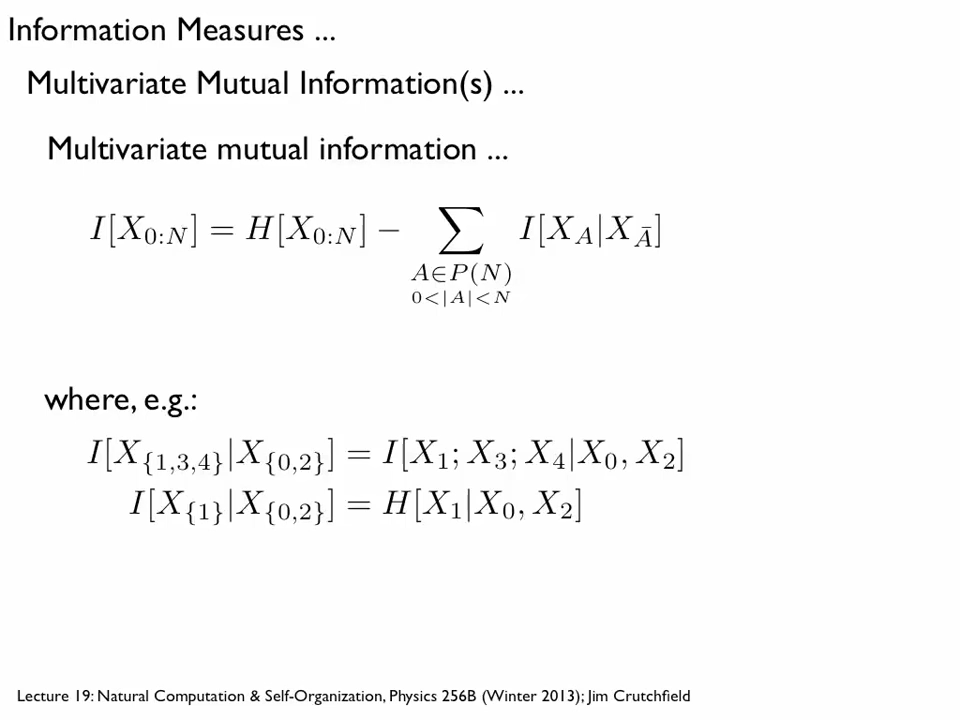 Information Measures ...
Multivariate Mutual Information(s) ...
Multivariate mutual information ...
I[X_{0:N}] = H[X_{0:N}] − ∑_{A∈P(N), 0<|A|<N} I[X_A|X_Ā]
where, e.g.:
I[X_{\{1,3,4\}}|X_{\{0,2\}}] = I[X_1; X_3; X_4|X_0, X_2]
I[X_{\{1\}}|X_{\{0,2\}}] = H[X_1|X_0, X_2]
Lecture 19: Natural Computation & Self-Organization, Physics 256B (Winter 2013); Jim Crutchfield